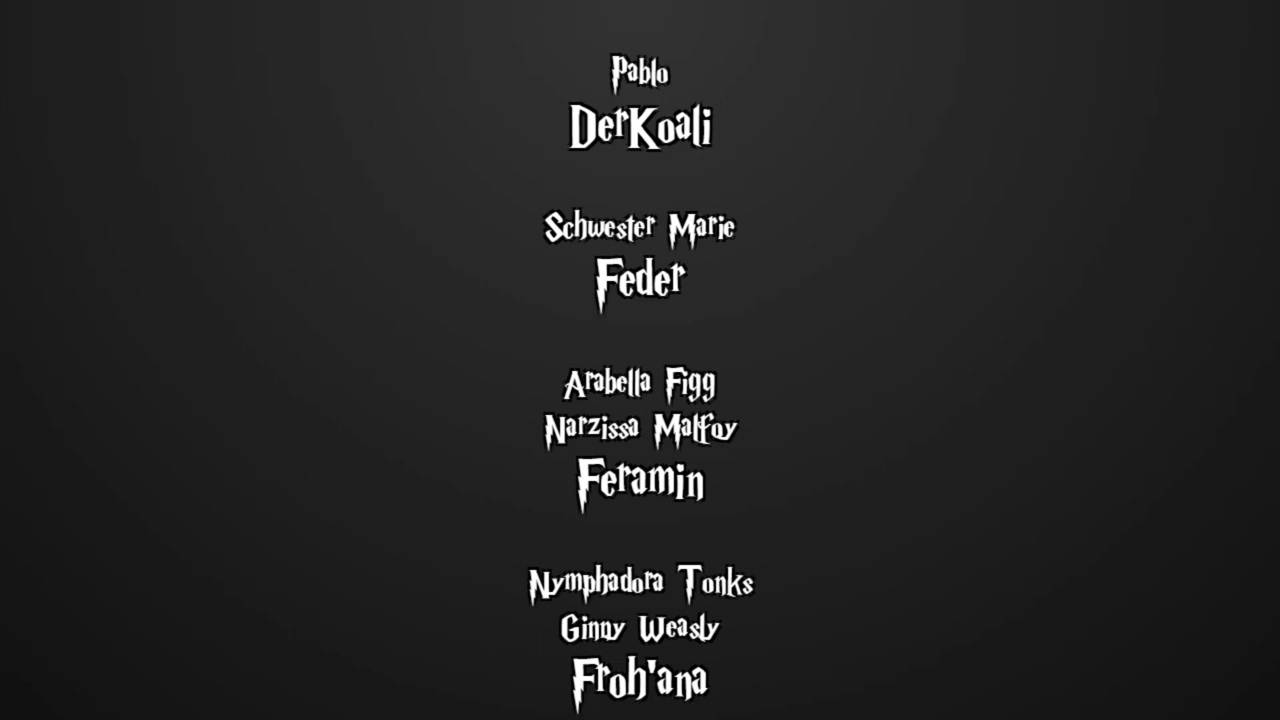 Pablo
DerKoali
Schwester Marie
Feder
Arabella Figg
Narzissa Malfoy
Feramin
Nymphadora Tonks
Ginny Weasly
Froh'ana